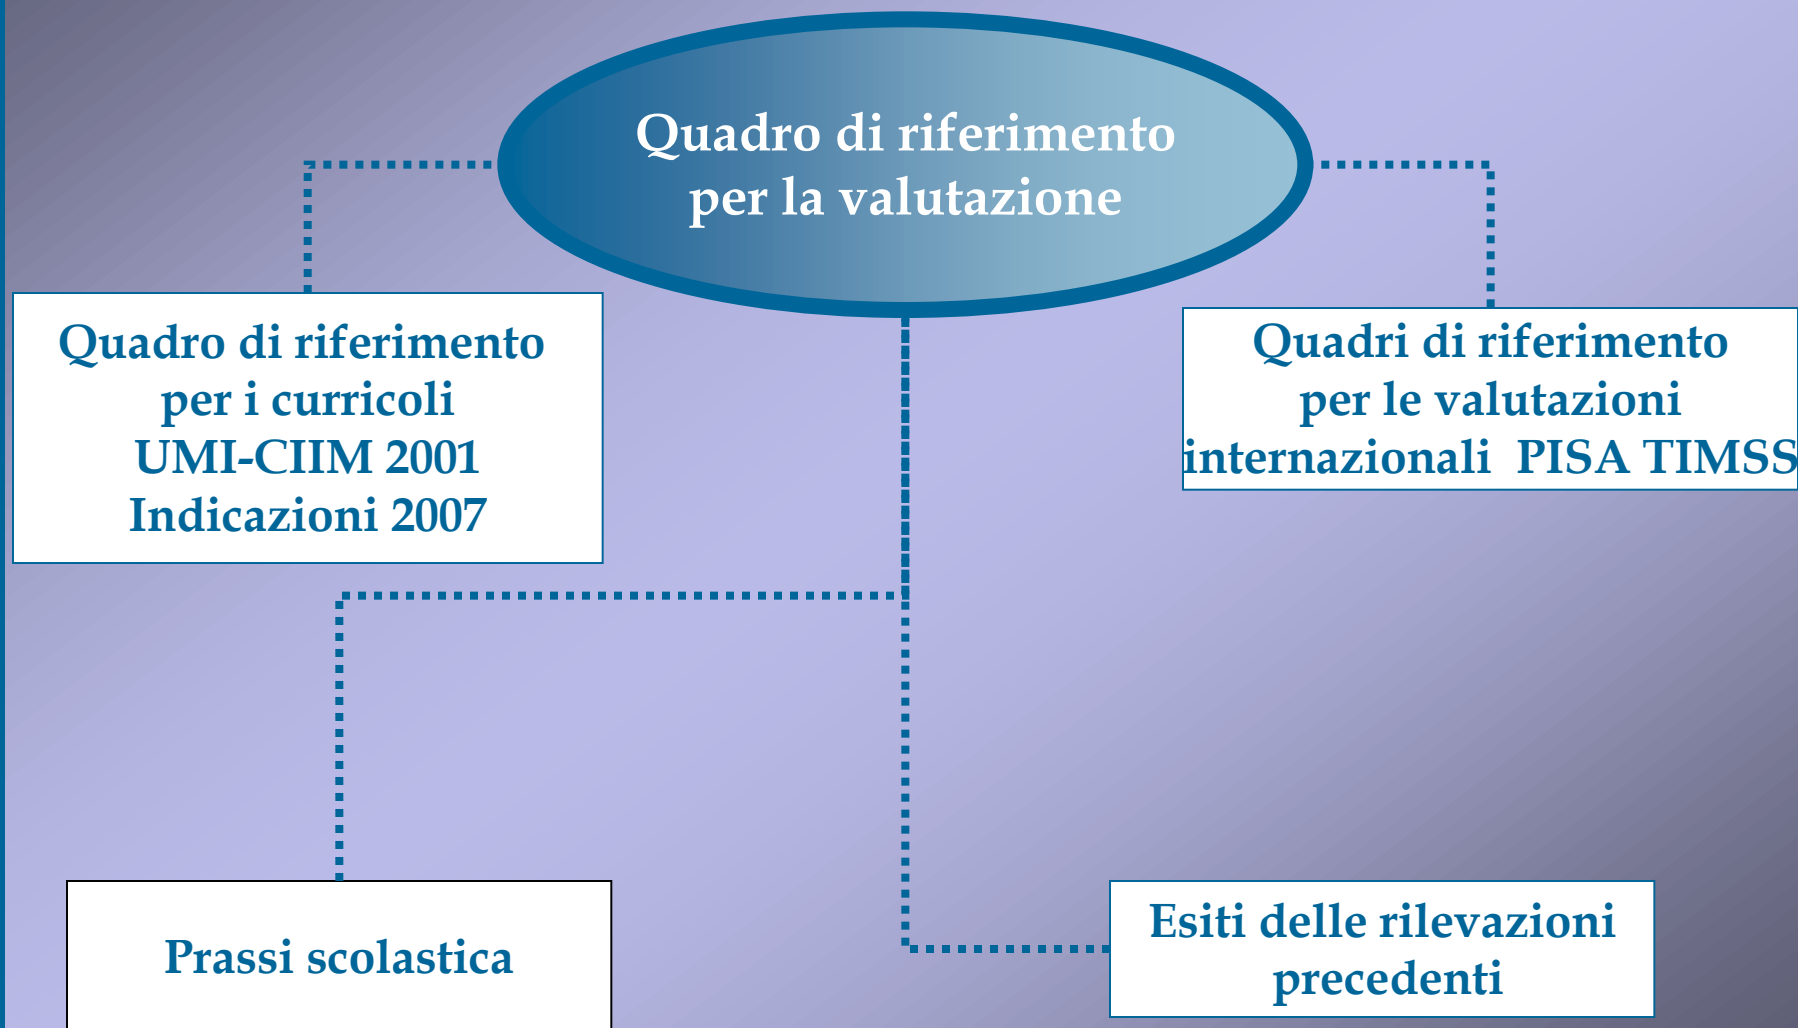 Quadro di riferimento
per la valutazione
Quadro di riferimento
per i curricoli
UMI-CIIM 2001
Indicazioni 2007
Quadri di riferimento
per le valutazioni
internazionali PISA TIMSS
Prassi scolastica
Esiti delle rilevazioni
precedenti